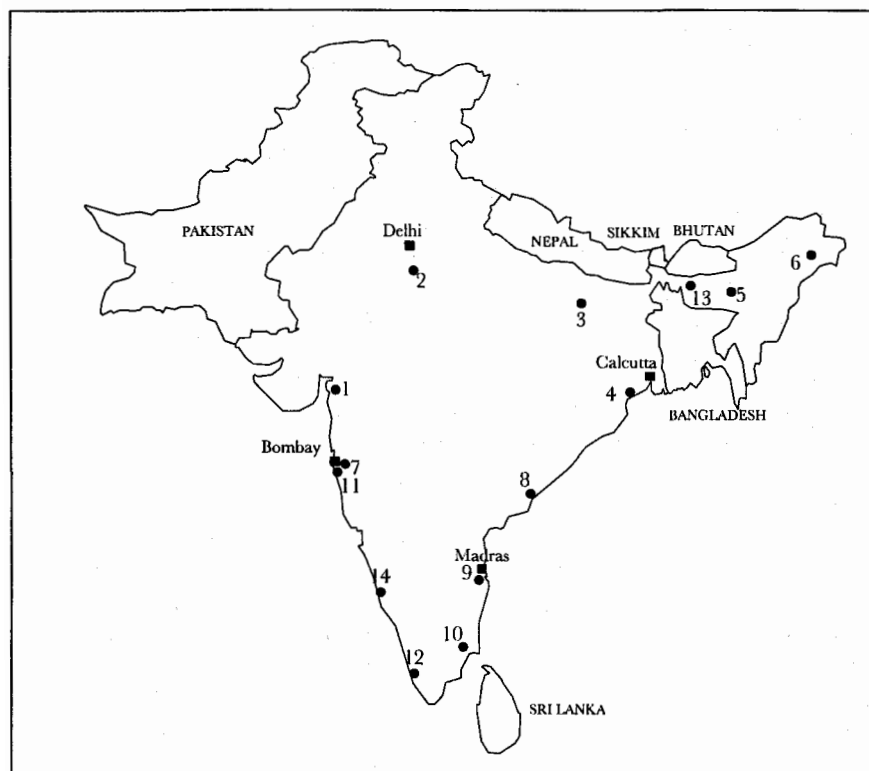 PAKISTAN
Delhi
2
NEPAL
SIKKIM
BHUTAN
6
13
5
3
Calcutta
4
BANGLADESH
1
Bombay
7
11
8
Madras
9
14
10
12
SRI LANKA